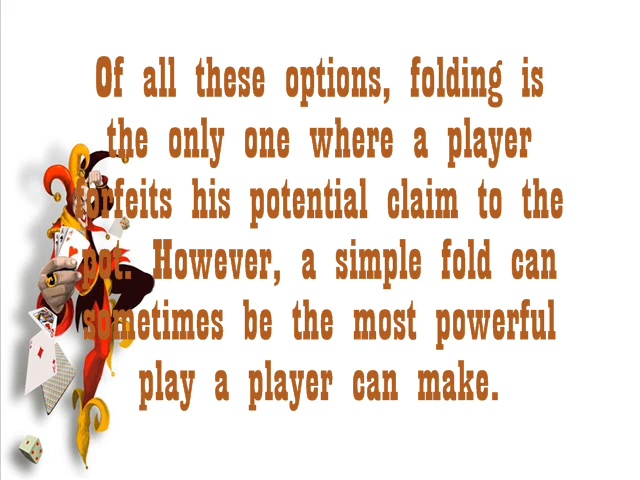 Of all these options, folding is
the only one where a player
forfeits his potential claim to the
pot. However, a simple fold can
sometimes be the most powerful
play a player can make.